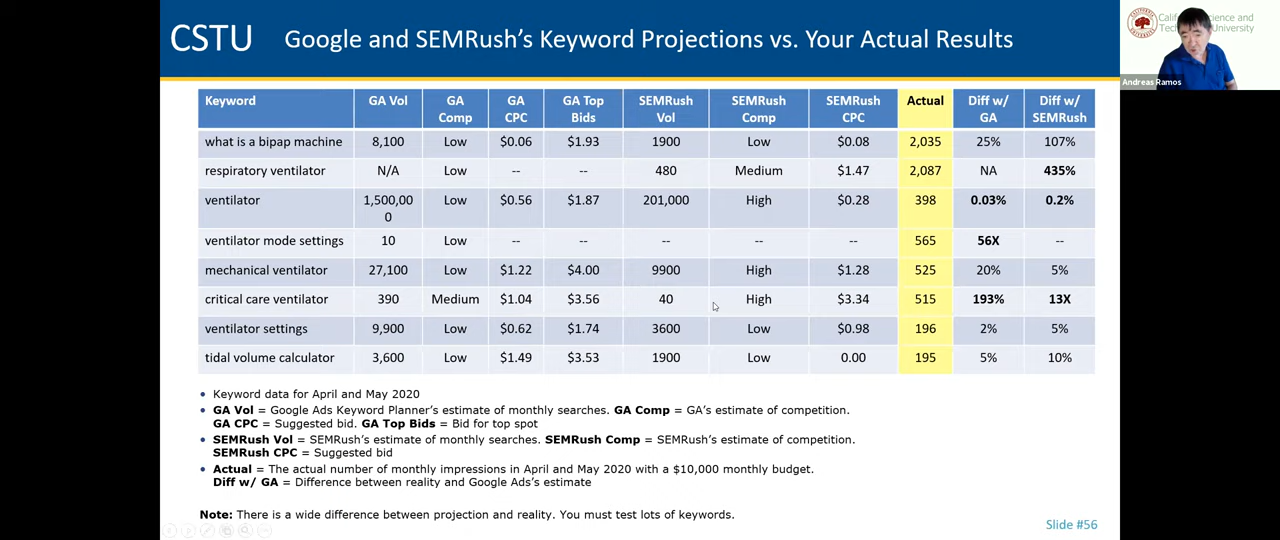 CSTU
Google and SEMRush's Keyword Projections vs. Your Actual Results
California Science and
Technology University
Andreas Ramos
Keyword GA Vol GA Comp GA CPC GA Top Bids SEMRush Vol SEMRush Comp SEMRush CPC Actual Diff w/ GA Diff w/ SEMRush
what is a bipap machine 8,100 Low $0.06 $1.93 1900 Low $0.08 2,035 25% 107%
respiratory ventilator N/A Low -- -- 480 Medium $1.47 2,087 NA 435%
ventilator 1,500,000 Low $0.56 $1.87 201,000 High $0.28 398 0.03% 0.2%
ventilator mode settings 10 Low -- -- -- -- -- 565 56X --
mechanical ventilator 27,100 Low $1.22 $4.00 9900 High $1.28 525 20% 5%
critical care ventilator 390 Medium $1.04 $3.56 40 High $3.34 515 193% 13X
ventilator settings 9,900 Low $0.62 $1.74 3600 Low $0.98 196 2% 5%
tidal volume calculator 3,600 Low $1.49 $3.53 1900 Low 0.00 195 5% 10%
• Keyword data for April and May 2020
• GA Vol = Google Ads Keyword Planner's estimate of monthly searches. GA Comp = GA's estimate of competition.
GA CPC = Suggested bid. GA Top Bids = Bid for top spot
• SEMRush Vol = SEMRush's estimate of monthly searches. SEMRush Comp = SEMRush's estimate of competition.
SEMRush CPC = Suggested bid
• Actual = The actual number of monthly impressions in April and May 2020 with a $10,000 monthly budget.
Diff w/ GA = Difference between reality and Google Ads's estimate
Note: There is a wide difference between projection and reality. You must test lots of keywords.
Slide #56